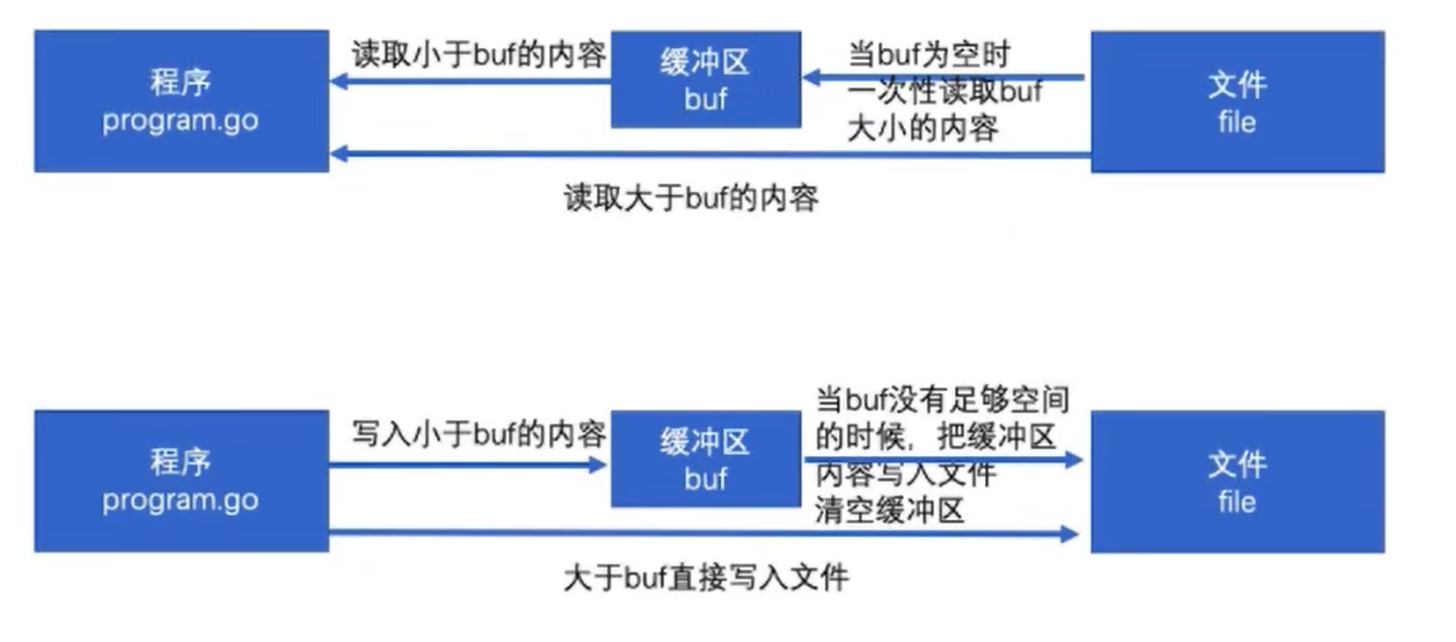 程序
program.go
读取小于buf的内容
缓冲区
buf
当buf为空时
一次性读取buf
大小的内容
文件
file
读取大于buf的内容
程序
program.go
写入小于buf的内容
缓冲区
buf
当buf没有足够空间
的时候，把缓冲区
内容写入文件
清空缓冲区
文件
file
大于buf直接写入文件